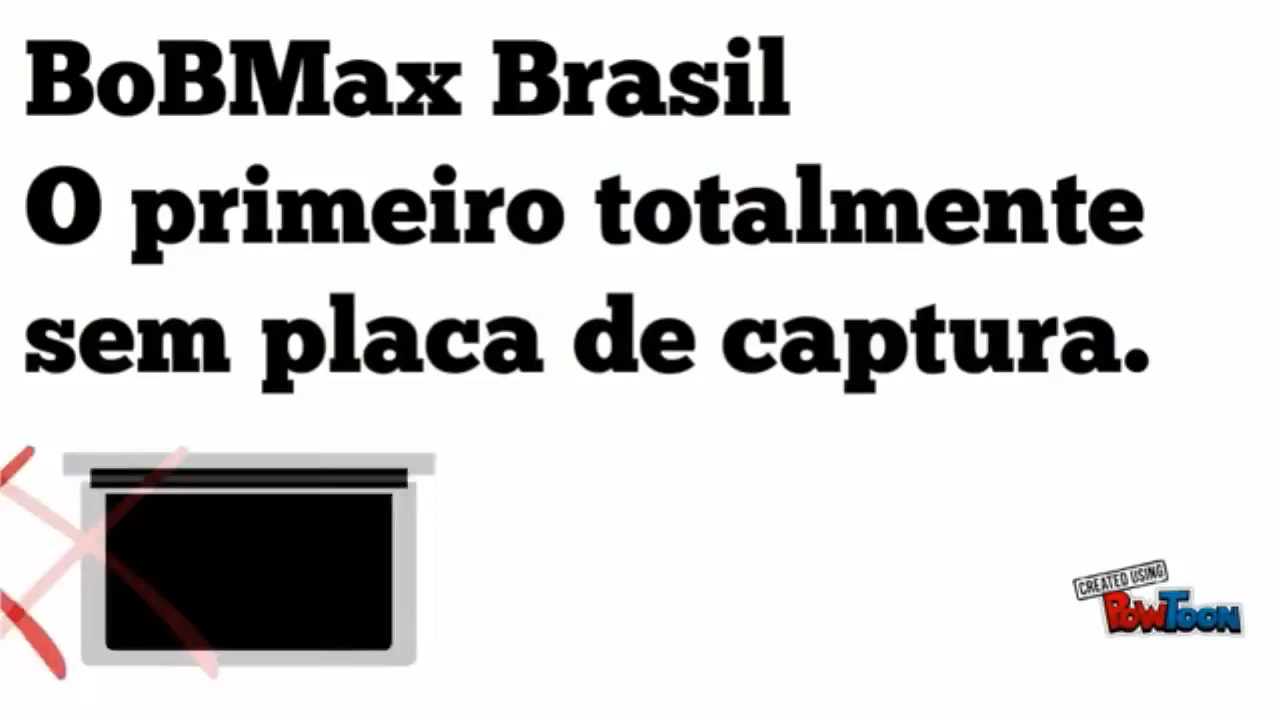 BoBMax Brasil
O primeiro totalmente
sem placa de captura.
CREATED USING
POWTOON